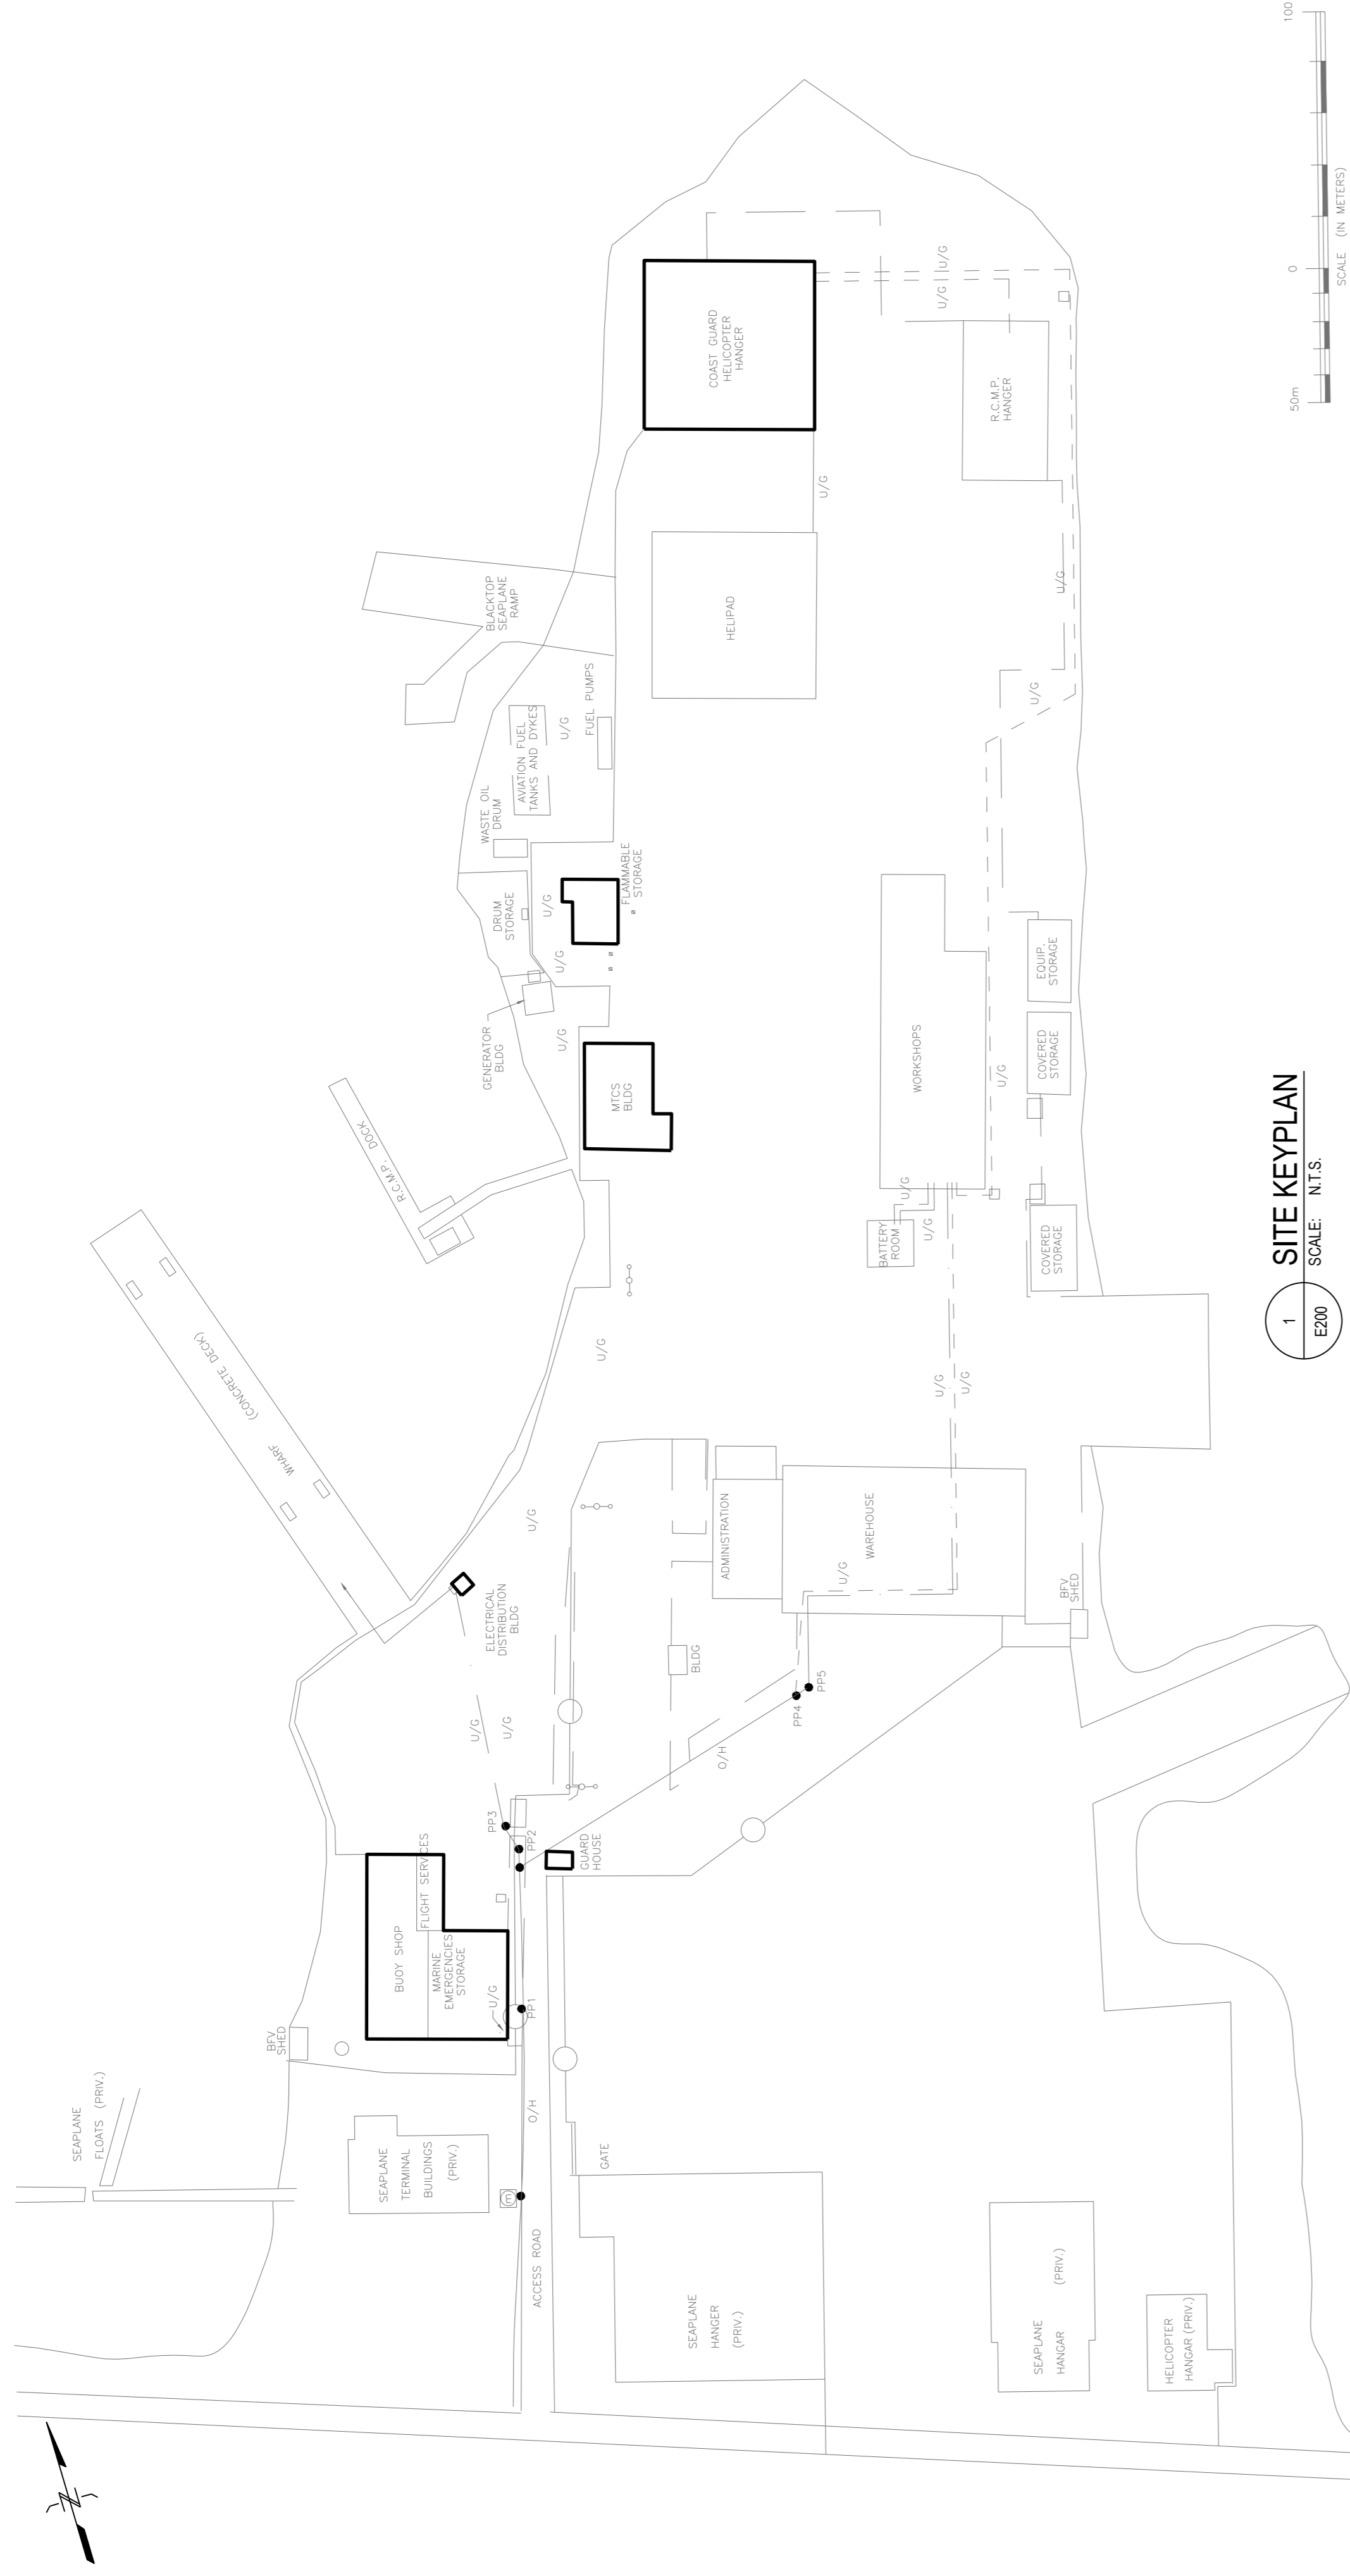 SEAPLANE
FLOATS (PRIV.)
BFV
SHED
SEAPLANE
TERMINAL
BUILDINGS
(PRIV.)
m
ACCESS ROAD
O/H
GATE
SEAPLANE
HANGER
(PRIV.)
SEAPLANE
HANGAR
(PRIV.)
HELICOPTER
HANGAR (PRIV.)
BUOY SHOP
FLIGHT SERVICES
MARINE
EMERGENCIES
STORAGE
U/G
PP1
PP2
PP3
GUARD
HOUSE
U/G
U/G
ELECTRICAL
DISTRIBUTION
BLDG
O/H
PP4
PP5
BLDG
U/G
WHARF
(CONCRETE DECK)
ADMINISTRATION
WAREHOUSE
U/G
BFV
SHED
U/G
U/G
U/G
R.C.M.P. DOCK
BATTERY
ROOM
U/G
U/G
COVERED
STORAGE
WORKSHOPS
U/G
COVERED
STORAGE
EQUIP.
STORAGE
MTCS
BLDG
U/G
GENERATOR
BLDG
U/G
DRUM
STORAGE
U/G
FLAMMABLE
STORAGE
WASTE OIL
DRUM
AVIATION FUEL
TANKS AND DYKES
U/G
FUEL PUMPS
BLACKTOP
SEAPLANE
RAMP
HELIPAD
U/G
COAST GUARD
HELICOPTER
HANGER
U/G
U/G
R.C.M.P.
HANGER
U/G
U/G
1
E200
SITE KEYPLAN
SCALE: N.T.S.
50m
0
100
SCALE (IN METERS)